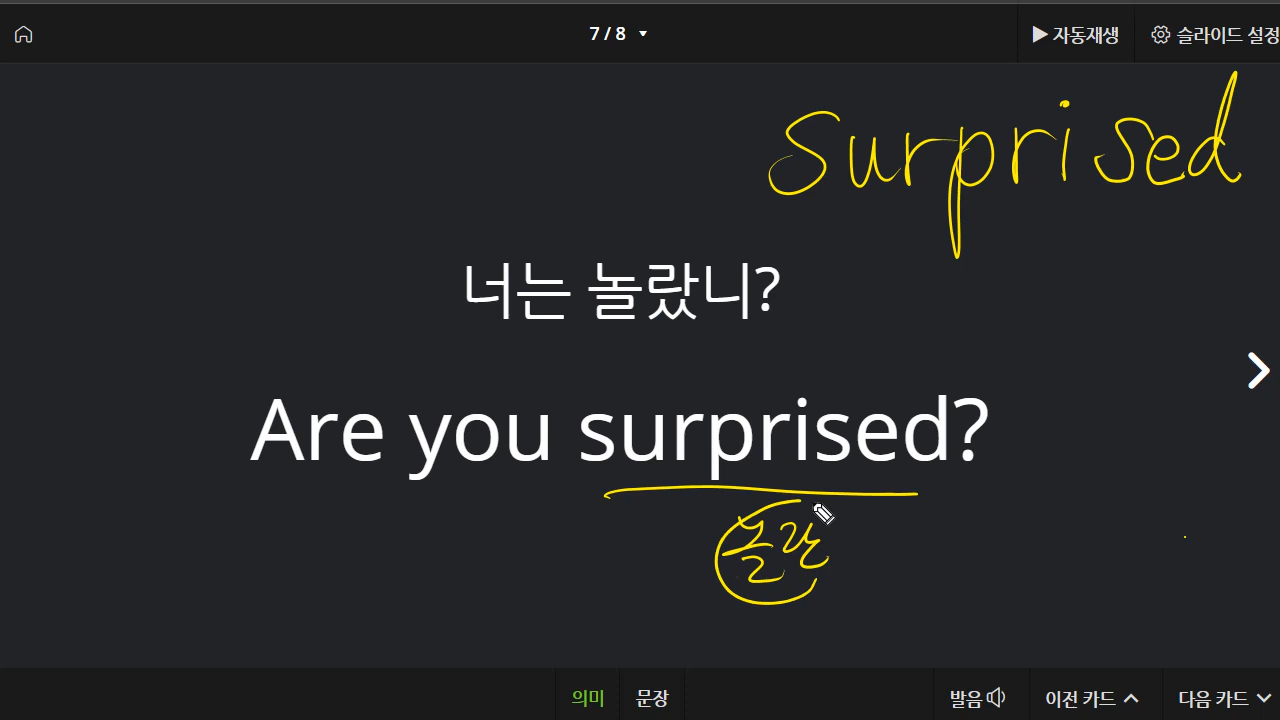 7 / 8
자동재생
슬라이드 설정
surprised
너는 놀랐니?
Are you surprised?
놀란
의미
문장
발음
이전 카드
다음 카드